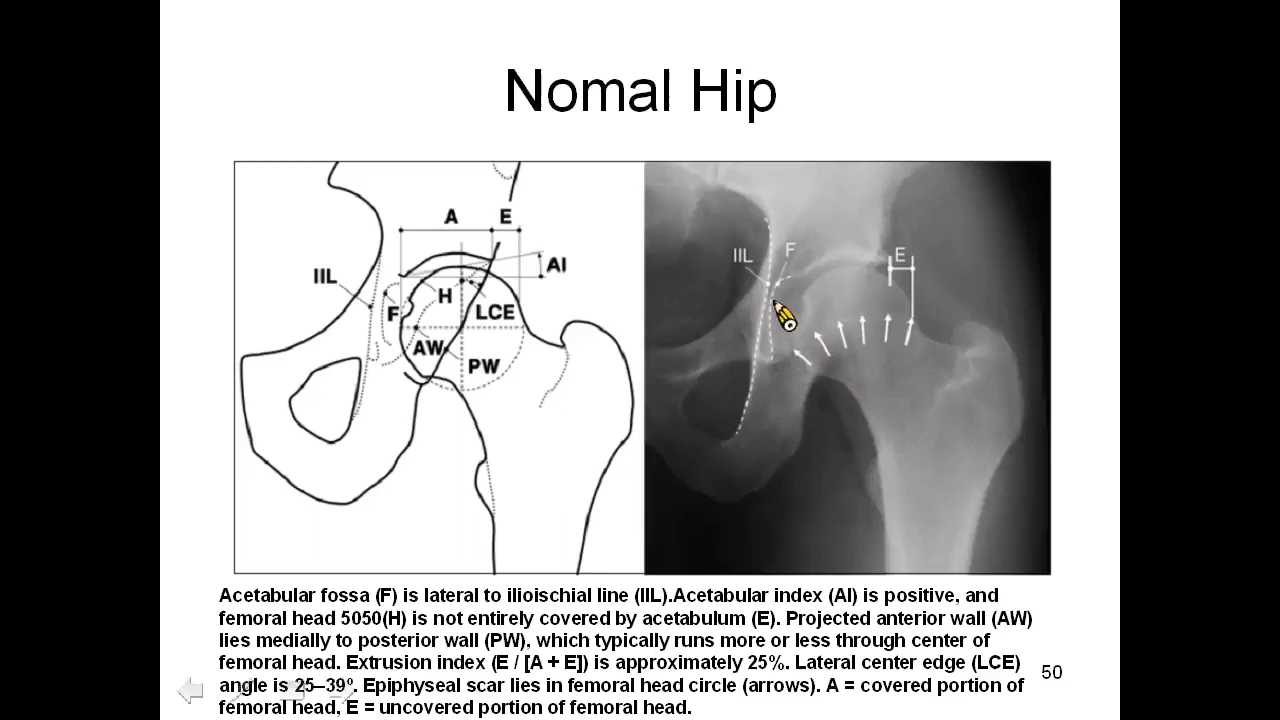 Nomal Hip
A E
AI
IIL
H
F
LCE
AW
PW
IIL
F
E
Acetabular fossa (F) is lateral to ilioischial line (IIL).Acetabular index (AI) is positive, and
femoral head 5050(H) is not entirely covered by acetabulum (E). Projected anterior wall (AW)
lies medially to posterior wall (PW), which typically runs more or less through center of
femoral head. Extrusion index (E / [A + E]) is approximately 25%. Lateral center edge (LCE)
angle is 25–39º. Epiphyseal scar lies in femoral head circle (arrows). A = covered portion of
femoral head, E = uncovered portion of femoral head.
50